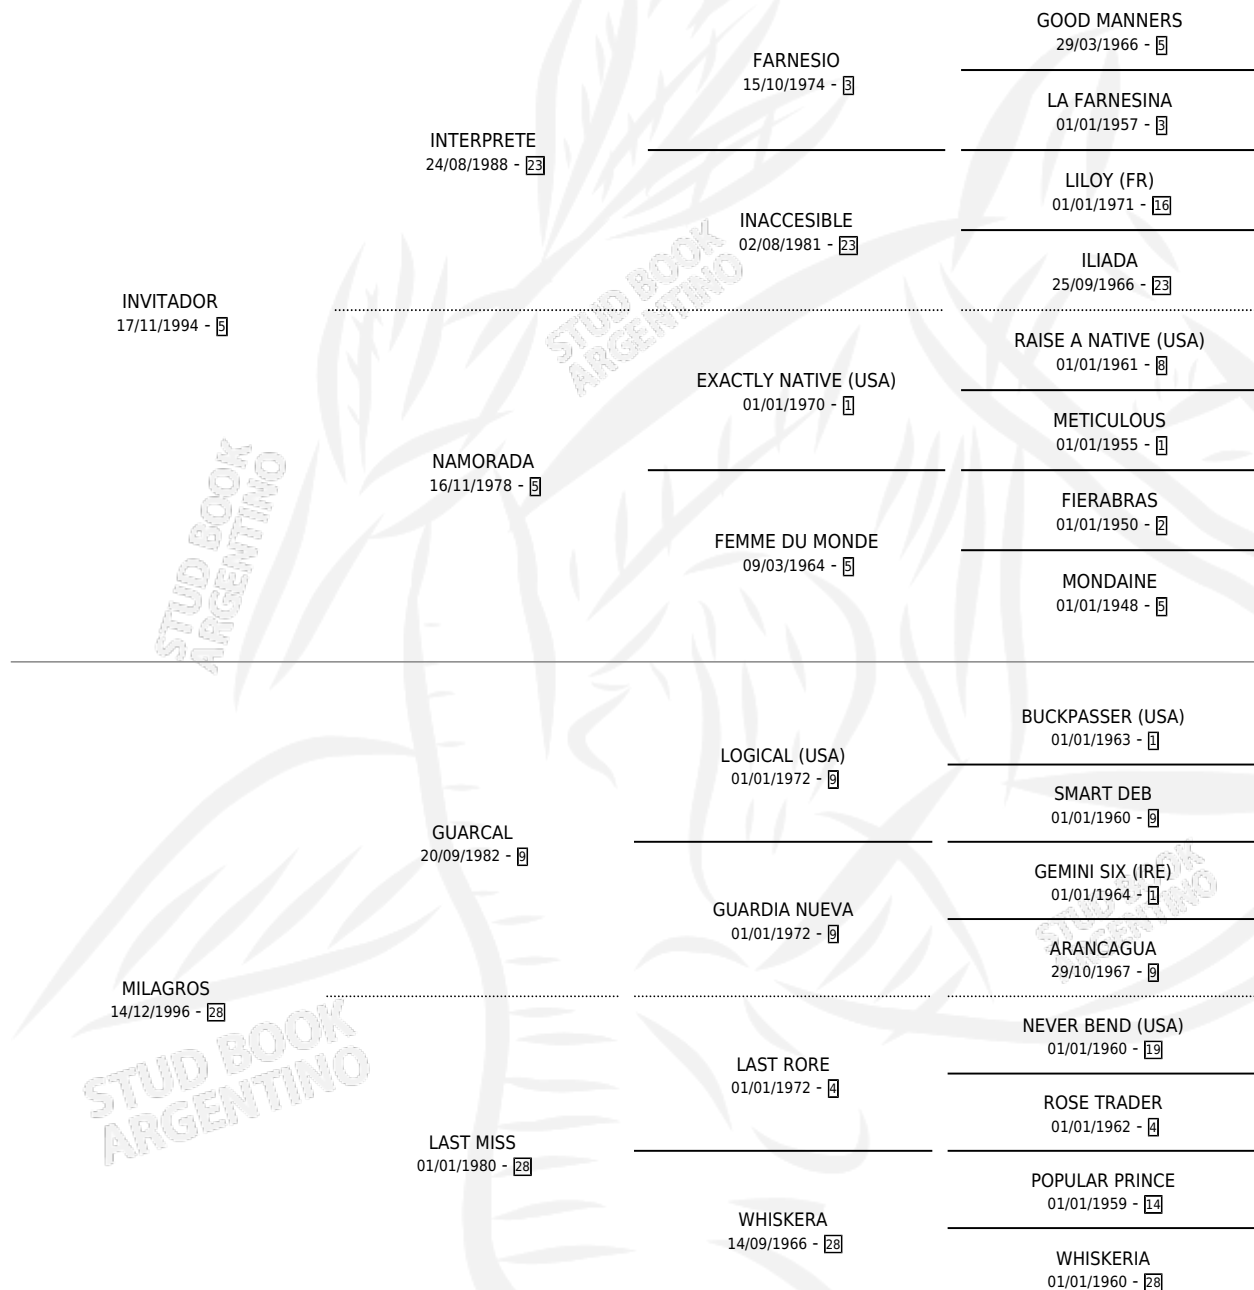 GOOD MANNERS
29/03/1966 - 5
FARNESIO
15/10/1974 - 3
LA FARNESINA
01/01/1957 - 3
INTERPRETE
24/08/1988 - 23
LILOY (FR)
01/01/1971 - 16
INACCESIBLE
02/08/1981 - 23
ILIADA
25/09/1966 - 23
INVITADOR
17/11/1994 - 5
RAISE A NATIVE (USA)
01/01/1961 - 8
EXACTLY NATIVE (USA)
01/01/1970 - 1
METICULOUS
01/01/1955 - 1
NAMORADA
16/11/1978 - 5
FIERABRAS
01/01/1950 - 2
FEMME DU MONDE
09/03/1964 - 5
MONDAINE
01/01/1948 - 5
BUCKPASSER (USA)
01/01/1963 - 1
LOGICAL (USA)
01/01/1972 - 9
SMART DEB
01/01/1960 - 9
GUARCAL
20/09/1982 - 9
GEMINI SIX (IRE)
01/01/1964 - 1
GUARDIA NUEVA
01/01/1972 - 9
ARANCAGUA
29/10/1967 - 9
MILAGROS
14/12/1996 - 28
NEVER BEND (USA)
01/01/1960 - 19
LAST RORE
01/01/1972 - 4
ROSE TRADER
01/01/1962 - 4
LAST MISS
01/01/1980 - 28
POPULAR PRINCE
01/01/1959 - 14
WHISKERA
14/09/1966 - 28
WHISKERIA
01/01/1960 - 28
STUD BOOK
ARGENTINO
STUD BOOK
ARGENTINO
STUD BOOK
ARGENTINO
STUD BOOK
ARGENTINO